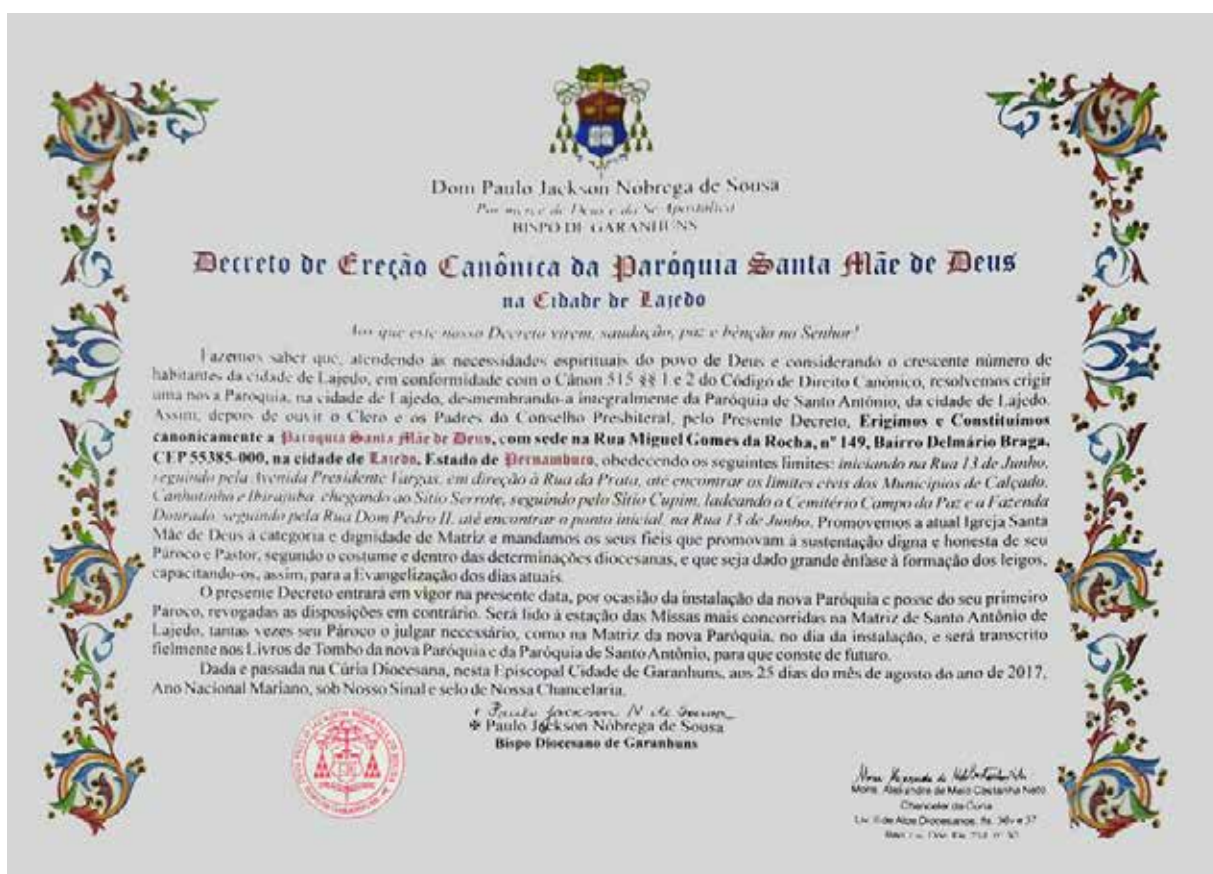 Dom Paulo Jackson Nóbrega de Sousa
Por mercê de Deus e da Sé Apostólica
BISPO DE GARANHUNS
Decreto de Ereção Canônica da Paróquia Santa Mãe de Deus
na Cidade de Lajedo
Aos que este nosso Decreto virem, saudação, paz e bênção no Senhor!
Fazemos saber que, atendendo às necessidades espirituais do povo de Deus e considerando o crescente número de
habitantes da cidade de Lajedo, em conformidade com o Cânon 515 §§ 1 e 2 do Código de Direito Canônico, resolvemos erigir
uma nova Paróquia, na cidade de Lajedo, desmembrando-a integralmente da Paróquia de Santo Antônio, da cidade de Lajedo.
Assim, depois de ouvir o Clero e os Padres do Conselho Presbiteral, pelo Presente Decreto, Erigimos e Constituímos
canonicamente a Paróquia Santa Mãe de Deus, com sede na Rua Miguel Gomes da Rocha, nº 149, Bairro Delmário Braga,
CEP 55385-000, na cidade de Lajedo, Estado de Pernambuco, obedecendo os seguintes limites: iniciando na Rua 13 de Junho,
seguindo pela Avenida Presidente Vargas, em direção à Rua da Prata, até encontrar os limites civis dos Municípios de Calçado,
Canhotinho e Ibirajuba, chegando ao Sítio Serrote, seguindo pelo Sítio Cupim, ladeando o Cemitério Campo da Paz e a Fazenda
Dourado, seguindo pela Rua Dom Pedro II, até encontrar o ponto inicial, na Rua 13 de Junho. Promovemos a atual Igreja Santa
Mãe de Deus à categoria e dignidade de Matriz e mandamos os seus fieis que promovam à sustentação digna e honesta de seu
Pároco e Pastor, segundo o costume e dentro das determinações diocesanas, e que seja dado grande ênfase à formação dos leigos,
capacitando-os, assim, para a Evangelização dos dias atuais.
O presente Decreto entrará em vigor na presente data, por ocasião da instalação da nova Paróquia e posse do seu primeiro
Pároco, revogadas as disposições em contrário. Será lido à estação das Missas mais concorridas na Matriz de Santo Antônio de
Lajedo, tantas vezes seu Pároco o julgar necessário, como na Matriz da nova Paróquia, no dia da instalação, e será transcrito
fielmente nos Livros de Tombo da nova Paróquia e da Paróquia de Santo Antônio, para que conste de futuro.
Dada e passada na Cúria Diocesana, nesta Episcopal Cidade de Garanhuns, aos 25 dias do mês de agosto do ano de 2017,
Ano Nacional Mariano, sob Nosso Sinal e selo de Nossa Chancelaria.
+ Paulo Jackson N de Sousa
✠ Paulo Jackson Nóbrega de Sousa
Bispo Diocesano de Garanhuns
Mons. Alexandre de Melo Castanha Neto
Chanceler da Cúria